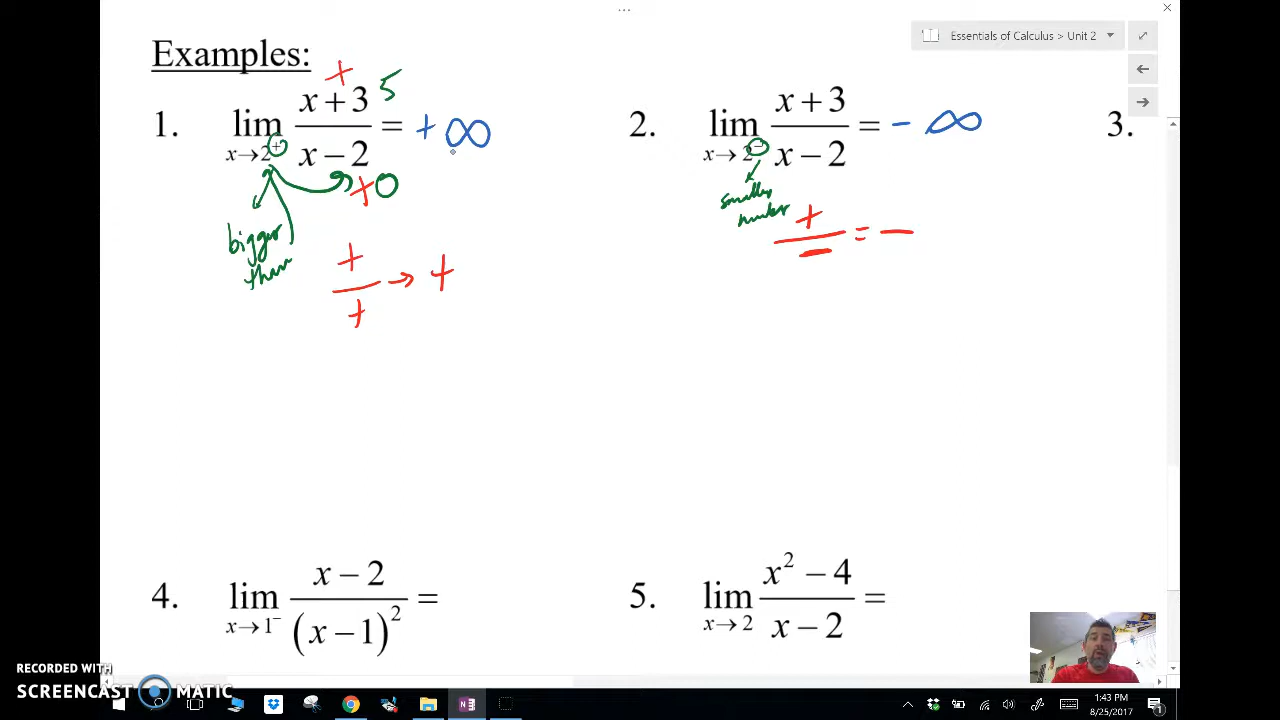 Essentials of Calculus > Unit 2
Examples:
1. lim x→2⁺ (x + 3)/(x − 2) = + ∞
+ 5
+ 0
bigger than
+/+ → +
2. lim x→2⁻ (x + 3)/(x − 2) = − ∞
smaller number
+/− = −
3.
4. lim x→1⁻ (x − 2)/(x − 1)² =
5. lim x→2 (x² − 4)/(x − 2) =
RECORDED WITH
SCREENCAST MATIC
1:43 PM
8/25/2017